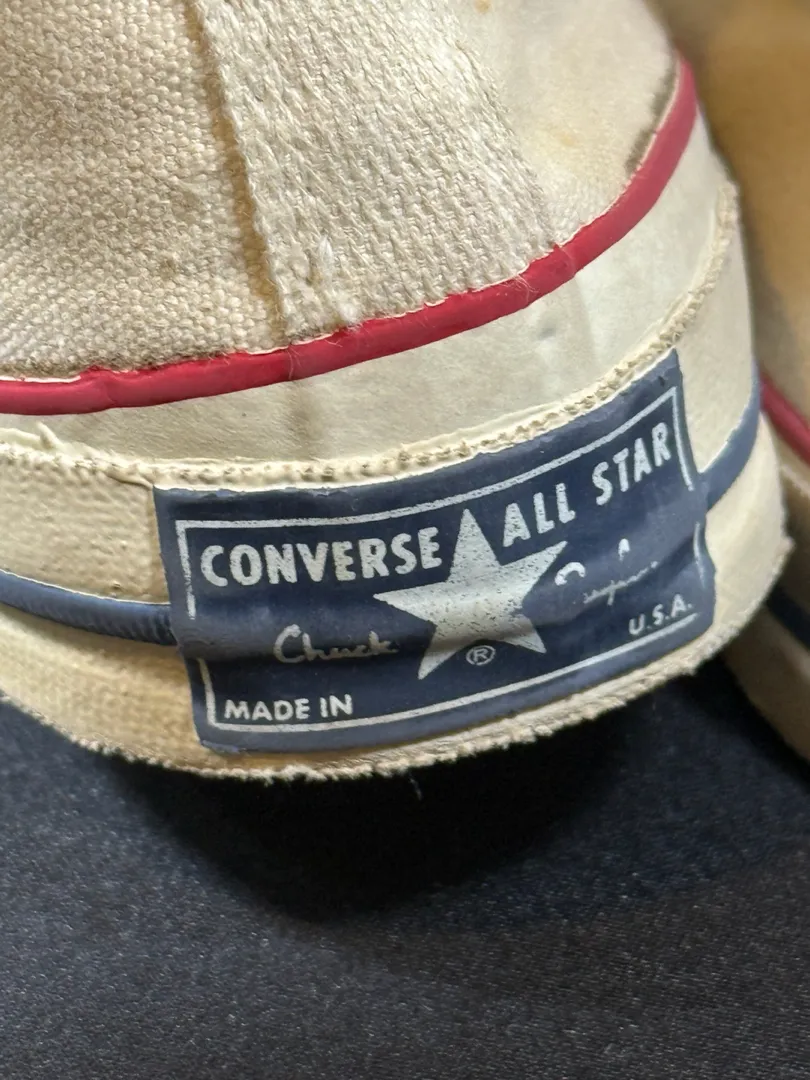 CONVERSE ALL STAR
Chuck
®
MADE IN U.S.A.